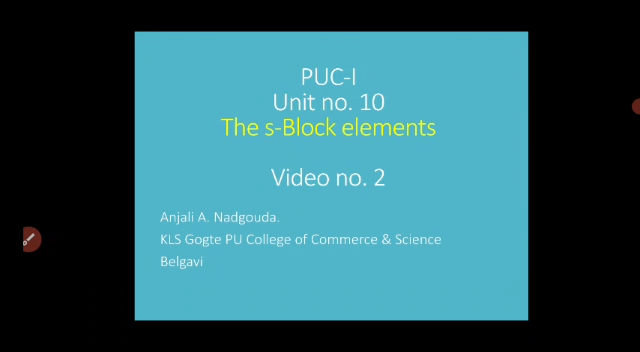 PUC-I
Unit no. 10
The s-Block elements
Video no. 2
Anjali A. Nadgouda.
KLS Gogte PU College of Commerce & Science
Belgavi